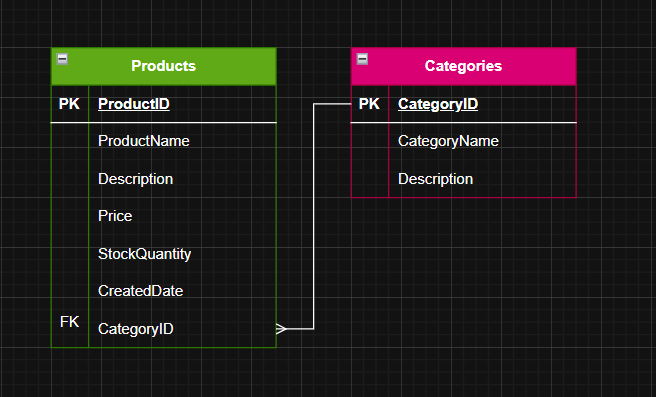 Products
PK ProductID
ProductName
Description
Price
StockQuantity
CreatedDate
FK CategoryID
Categories
PK CategoryID
CategoryName
Description